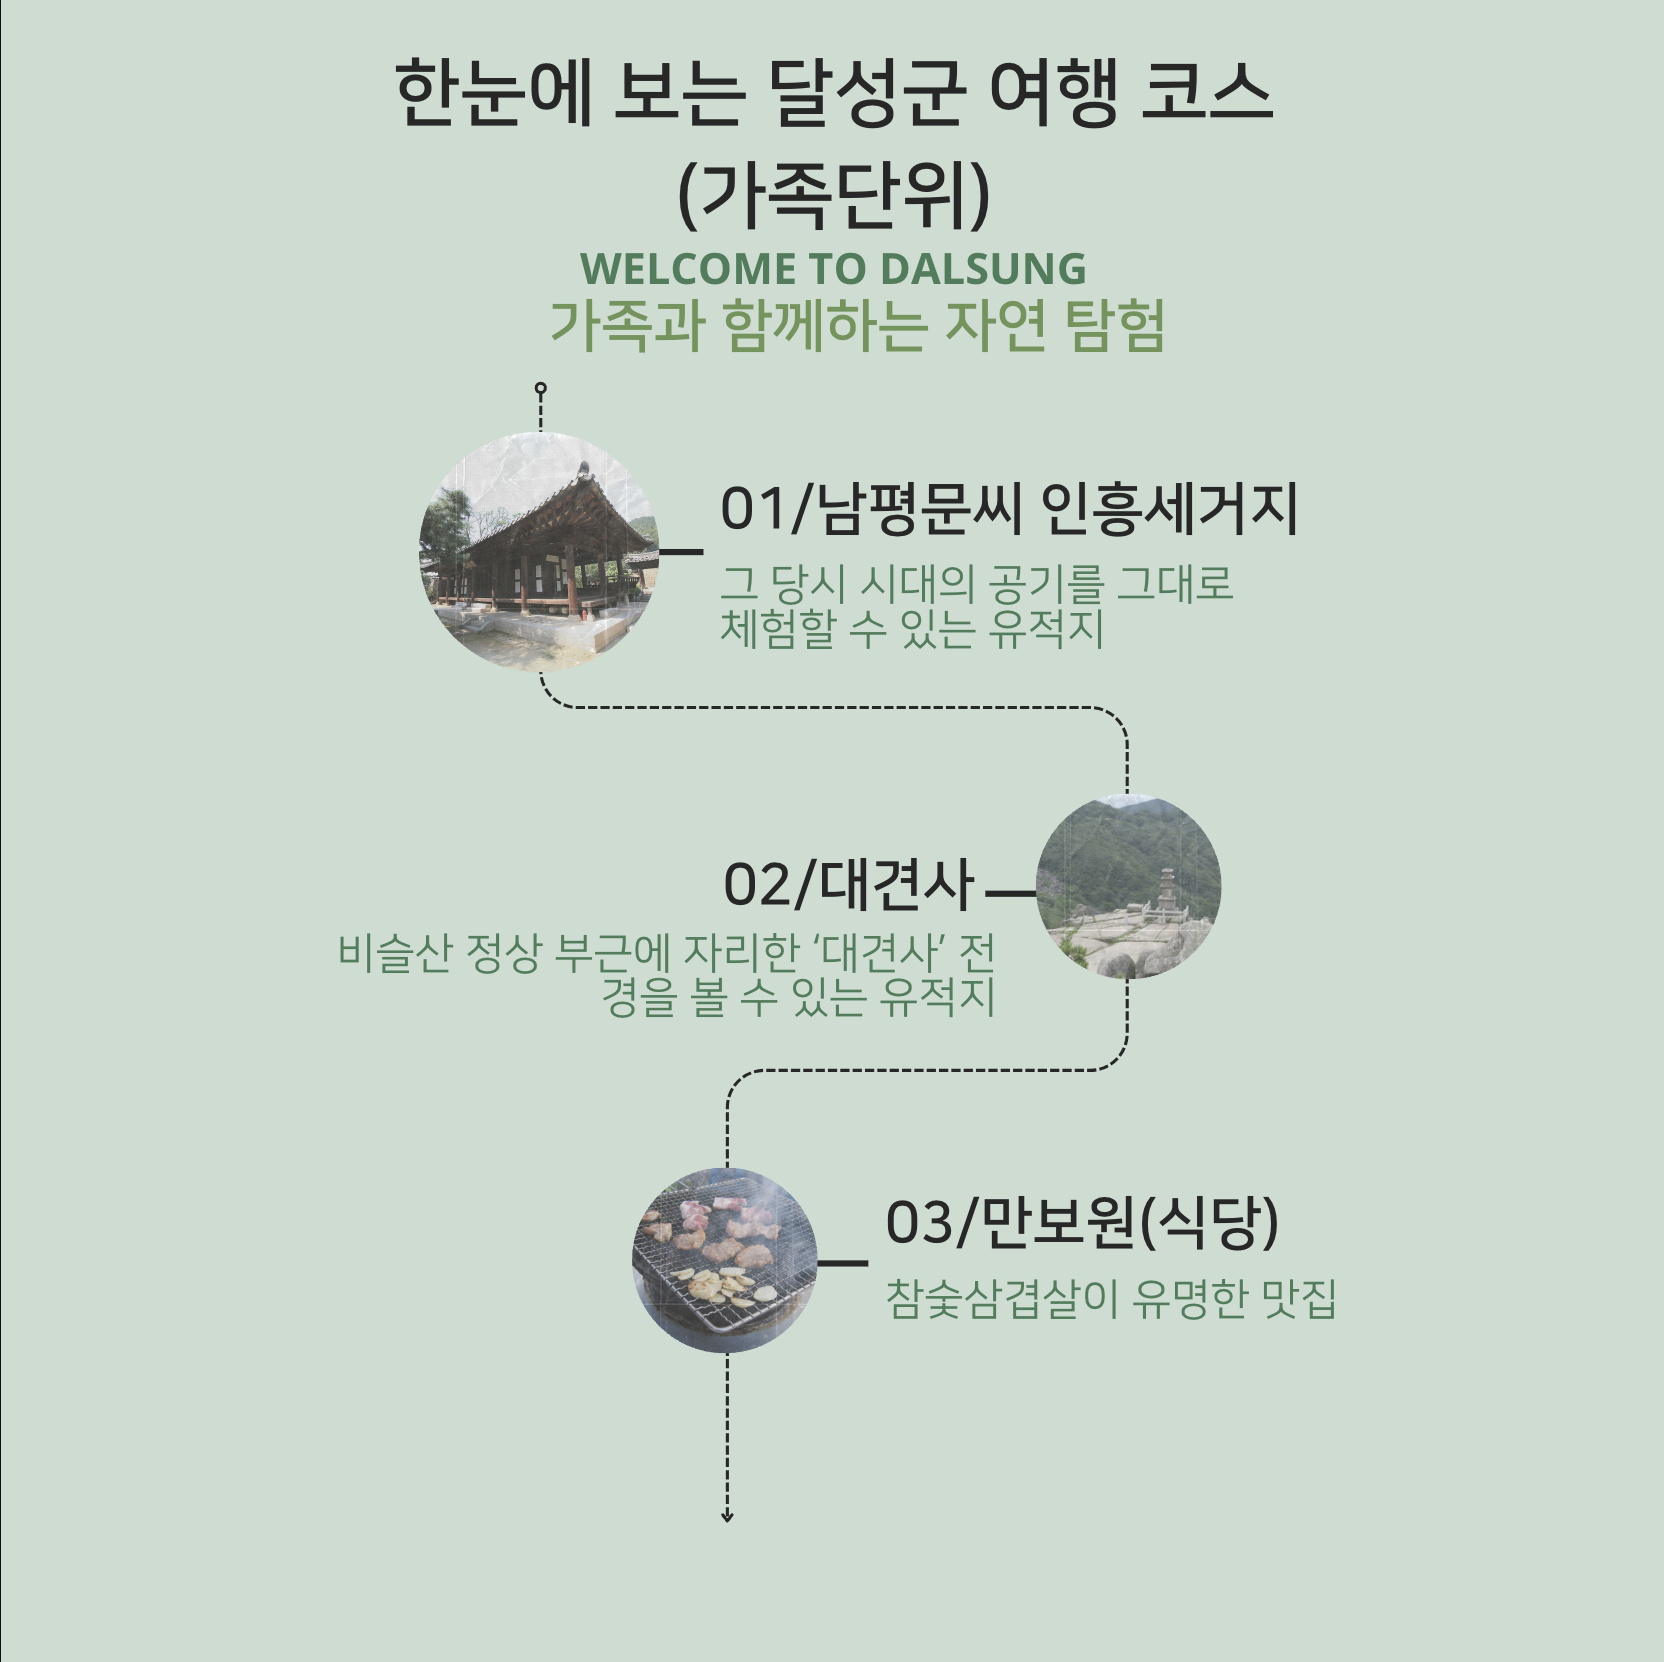 한눈에 보는 달성군 여행 코스
(가족단위)
WELCOME TO DALSUNG
가족과 함께하는 자연 탐험
01/남평문씨 인흥세거지
그 당시 시대의 공기를 그대로
체험할 수 있는 유적지
02/대견사
비슬산 정상 부근에 자리한 ‘대견사’ 전
경을 볼 수 있는 유적지
03/만보원(식당)
참숯삼겹살이 유명한 맛집